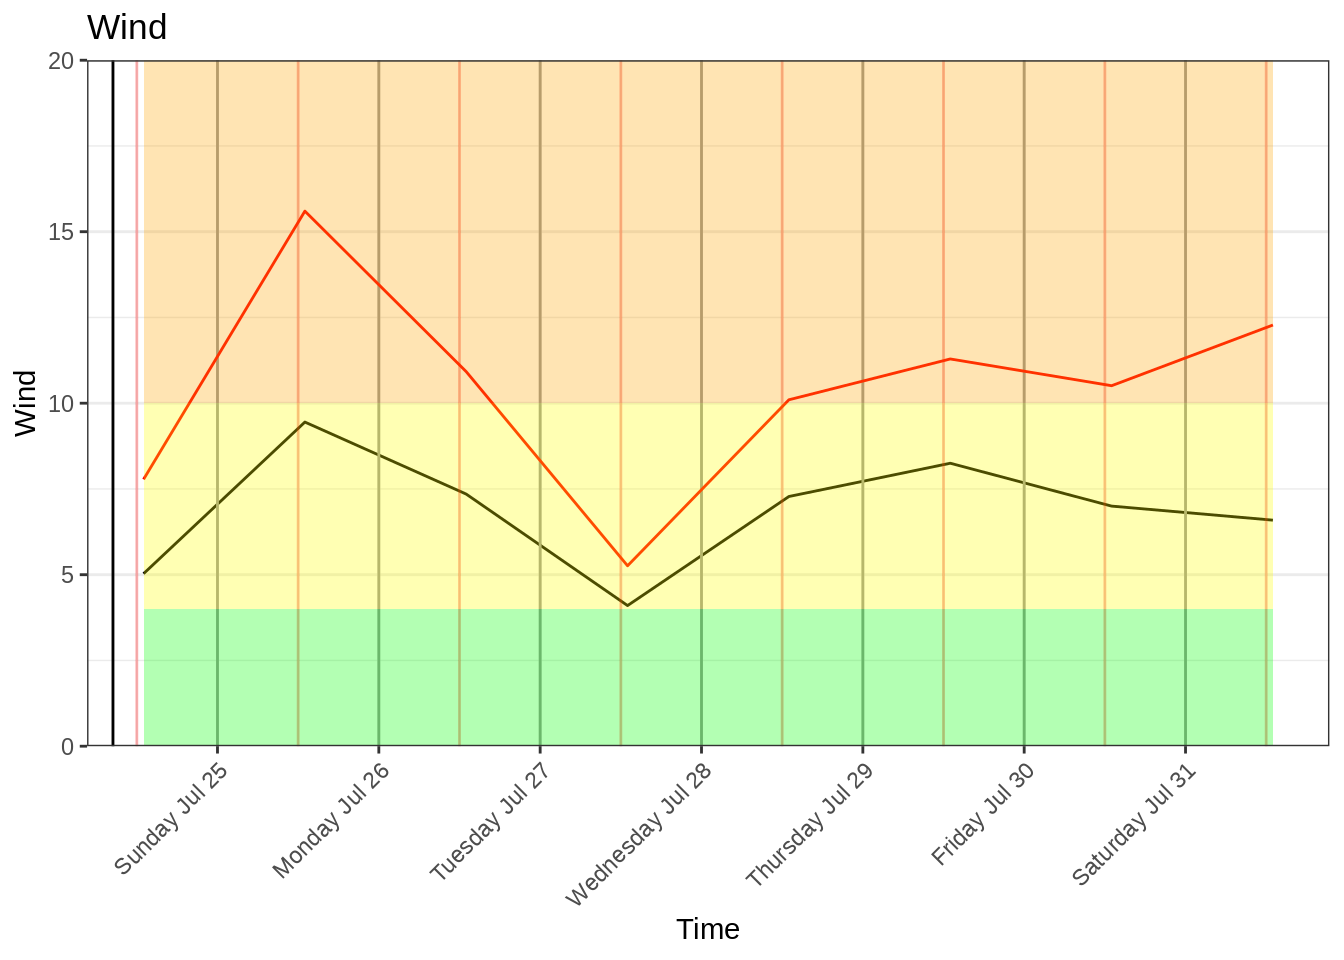 Wind
20
15
10
5
0
Wind
Sunday Jul 25
Monday Jul 26
Tuesday Jul 27
Wednesday Jul 28
Thursday Jul 29
Friday Jul 30
Saturday Jul 31
Time